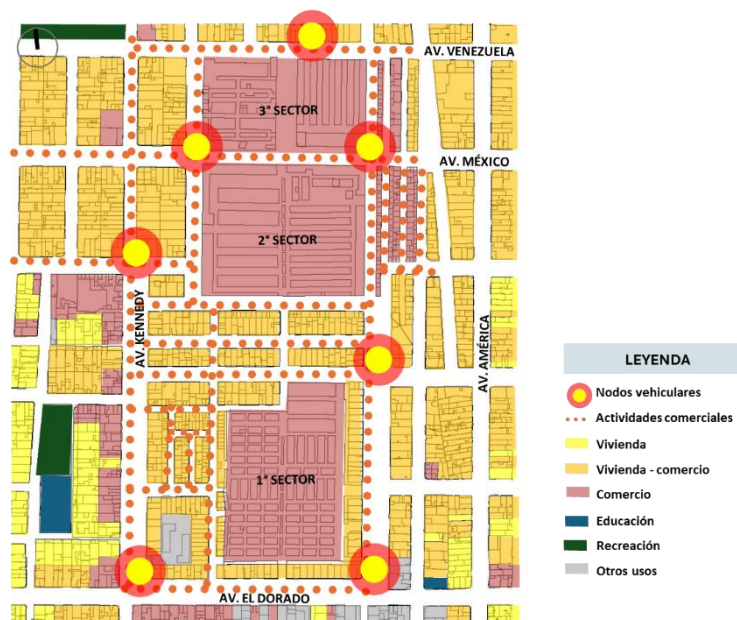 AV. VENEZUELA
3° SECTOR
AV. MÉXICO
2° SECTOR
AV. KENNEDY
AV. AMÉRICA
1° SECTOR
AV. EL DORADO
LEYENDA
Nodos vehiculares
Actividades comerciales
Vivienda
Vivienda - comercio
Comercio
Educación
Recreación
Otros usos